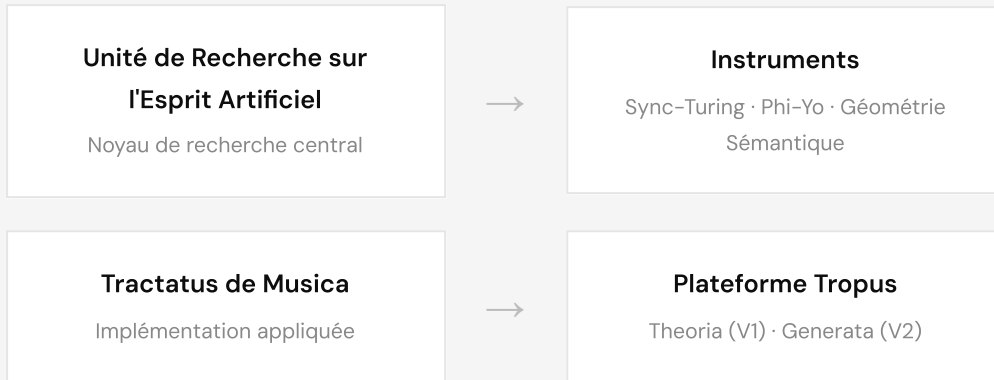 Unité de Recherche sur
l'Esprit Artificiel
Noyau de recherche central
→
Instruments
Sync-Turing · Phi-Yo · Géométrie
Sémantique
Tractatus de Musica
Implémentation appliquée
→
Plateforme Tropus
Theoria (V1) · Generata (V2)